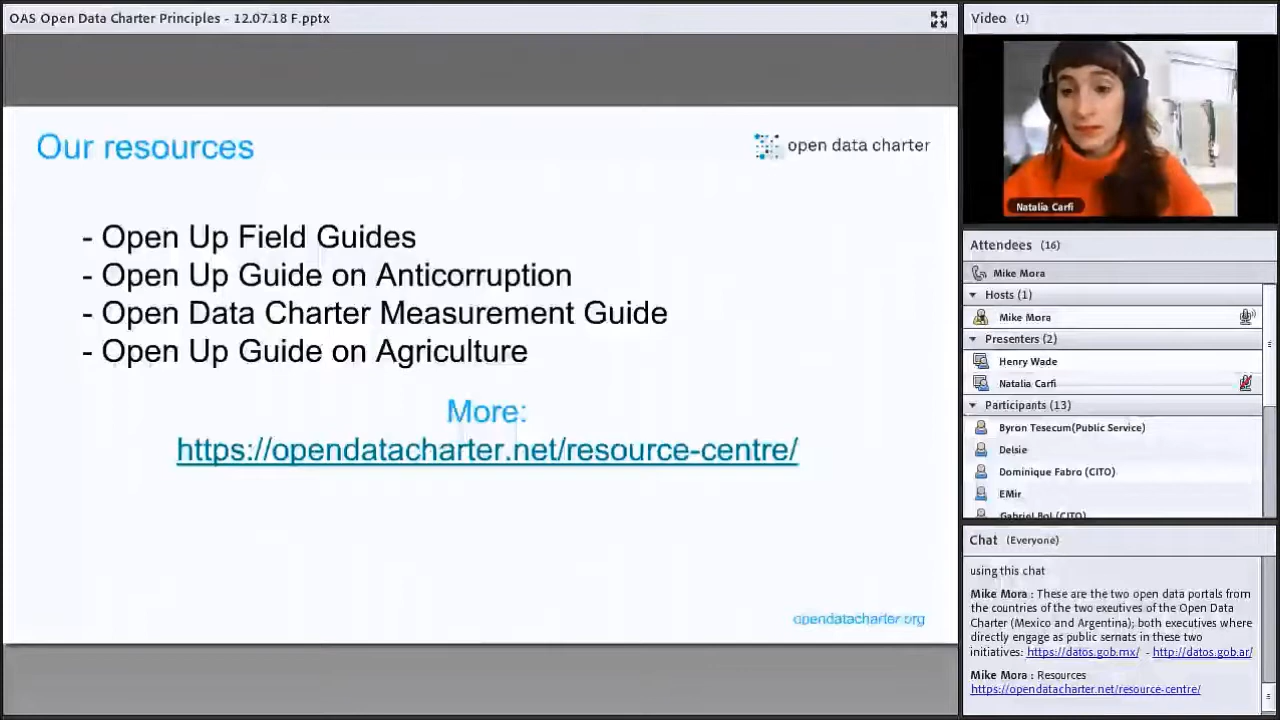 OAS Open Data Charter Principles - 12.07.18 F.pptx
Our resources
open data charter
- Open Up Field Guides
- Open Up Guide on Anticorruption
- Open Data Charter Measurement Guide
- Open Up Guide on Agriculture
More:
https://opendatacharter.net/resource-centre/
opendatacharter.org
Video (1)
Natalia Carfi
Attendees (16)
Mike Mora
Hosts (1)
Mike Mora
Presenters (2)
Henry Wade
Natalia Carfi
Participants (13)
Byron Tesecum(Public Service)
Delsie
Dominique Fabro (CITO)
EMir
Gabriel Bol (CITO)
Chat (Everyone)
using this chat
Mike Mora : These are the two open data portals from
the countries of the two exeutives of the Open Data
Charter (Mexico and Argentina); both executives where
directly engage as public sernats in these two
initiatives: https://datos.gob.mx/ - http://datos.gob.ar/
Mike Mora : Resources
https://opendatacharter.net/resource-centre/